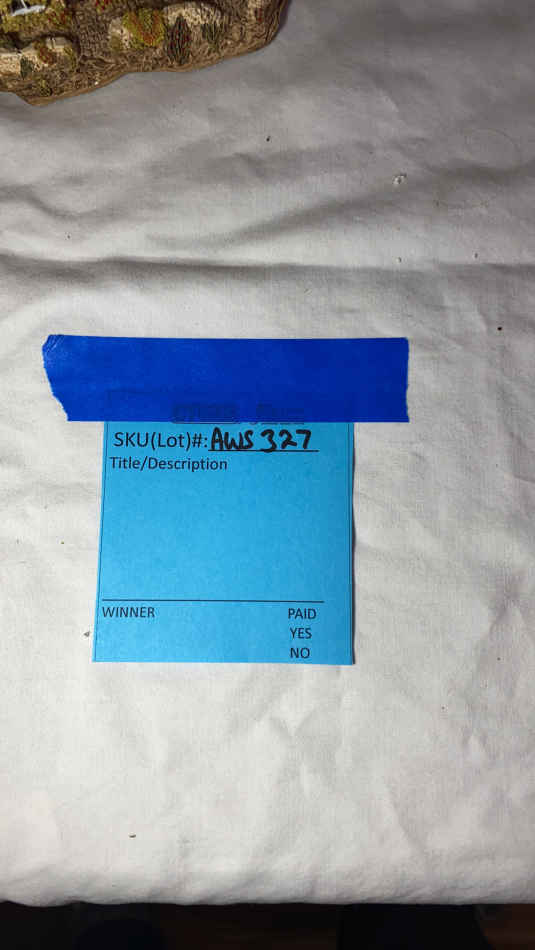 SKU(Lot)#: AWS 327
Title/Description
WINNER PAID
YES
NO